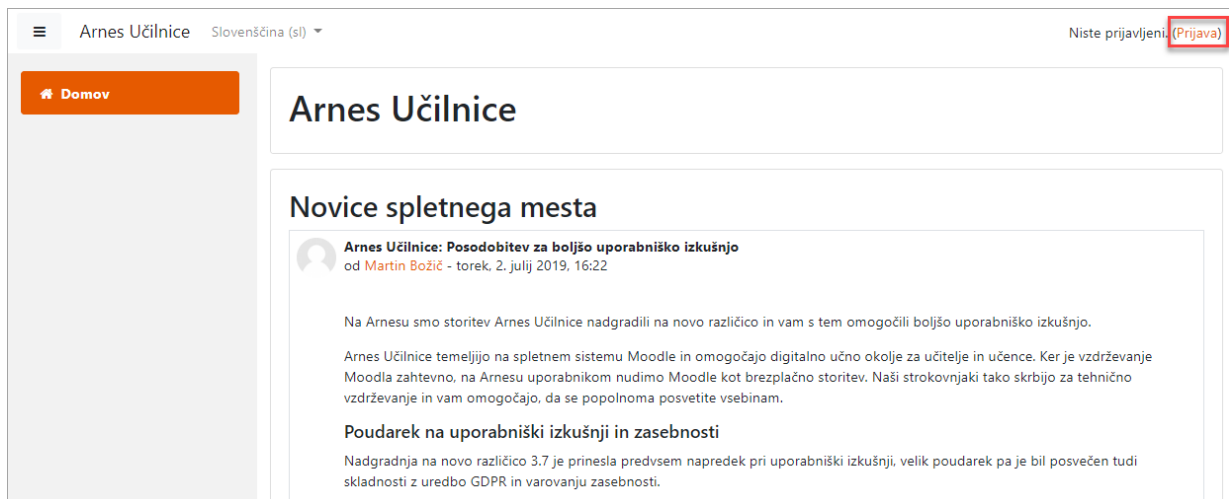 Arnes Učilnice Slovenščina (sl)
Niste prijavljeni. (Prijava)
Domov
Arnes Učilnice
Novice spletnega mesta
Arnes Učilnice: Posodobitev za boljšo uporabniško izkušnjo
od Martin Božič - torek, 2. julij 2019, 16:22
Na Arnesu smo storitev Arnes Učilnice nadgradili na novo različico in vam s tem omogočili boljšo uporabniško izkušnjo.
Arnes Učilnice temeljijo na spletnem sistemu Moodle in omogočajo digitalno učno okolje za učitelje in učence. Ker je vzdrževanje
Moodla zahtevno, na Arnesu uporabnikom nudimo Moodle kot brezplačno storitev. Naši strokovnjaki tako skrbijo za tehnično
vzdrževanje in vam omogočajo, da se popolnoma posvetite vsebinam.
Poudarek na uporabniški izkušnji in zasebnosti
Nadgradnja na novo različico 3.7 je prinesla predvsem napredek pri uporabniški izkušnji, velik poudarek pa je bil posvečen tudi
skladnosti z uredbo GDPR in varovanju zasebnosti.